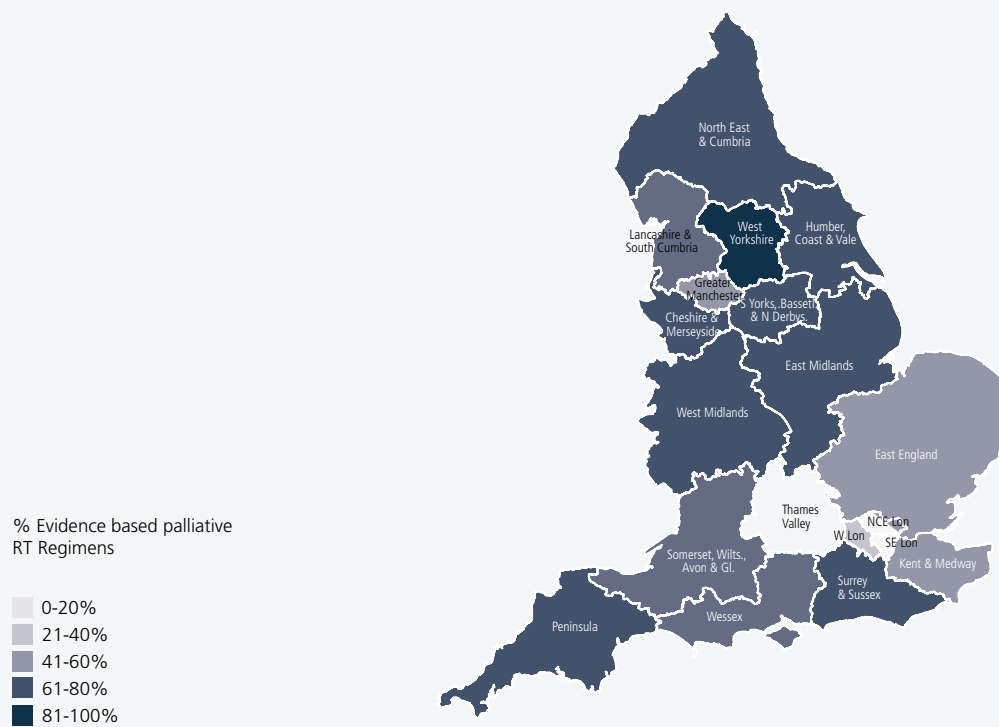 North East
& Cumbria
West
Yorkshire
Humber,
Coast & Vale
Lancashire &
South Cumbria
Greater
Manchester
S Yorks,.Bassetl.
& N Derbys.
Cheshire &
Merseyside
East Midlands
West Midlands
East England
Thames
Valley
NCE Lon
W Lon
SE Lon
Kent & Medway
Somerset, Wilts.,
Avon & Gl.
Surrey
& Sussex
Wessex
Peninsula
% Evidence based palliative
RT Regimens
0-20%
21-40%
41-60%
61-80%
81-100%